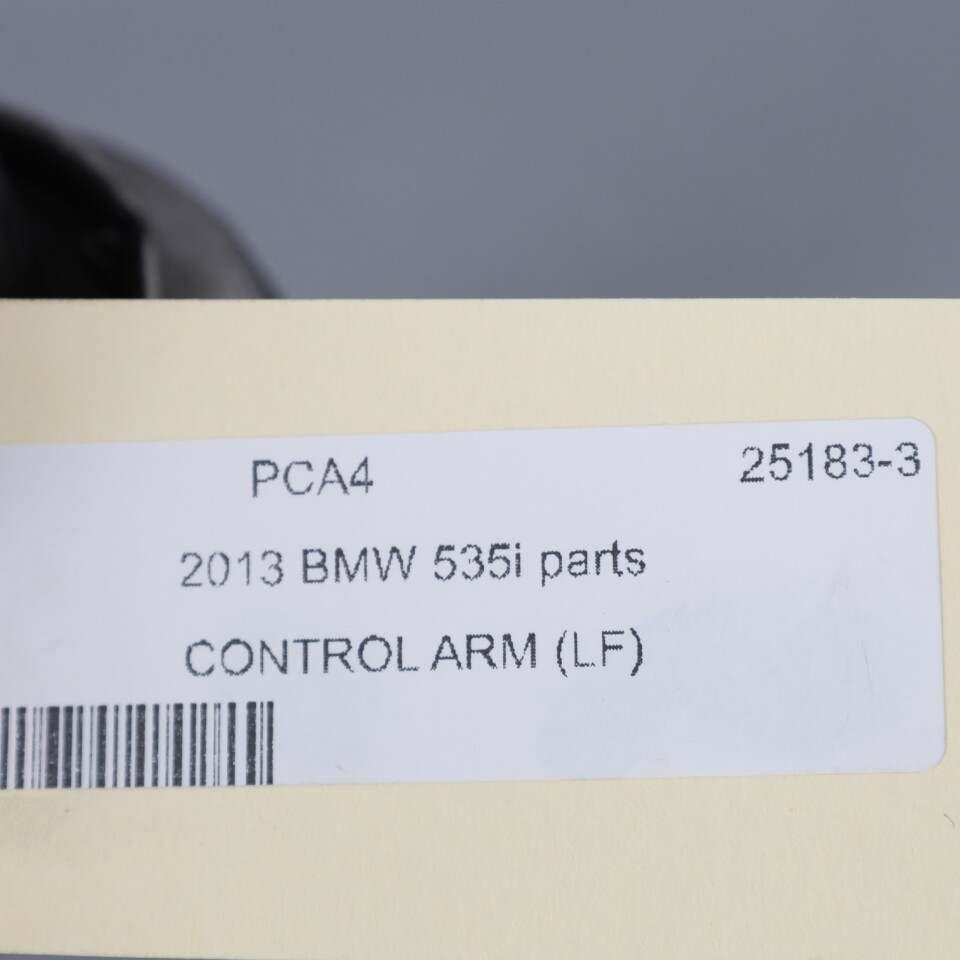 PCA4 25183-3
2013 BMW 535i parts
CONTROL ARM (LF)